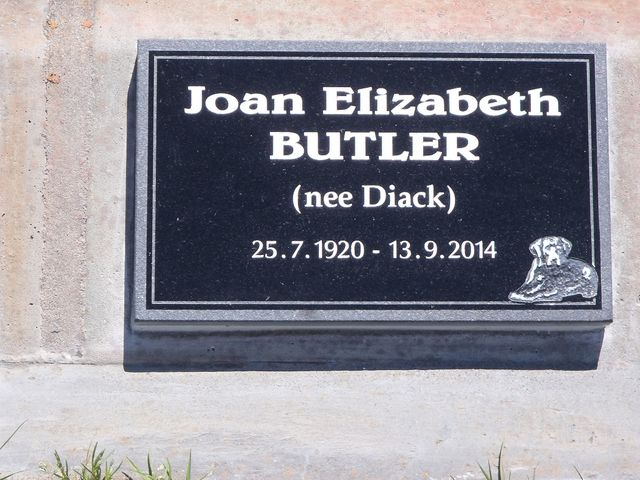 Joan Elizabeth
BUTLER
(nee Diack)
25.7.1920 - 13.9.2014